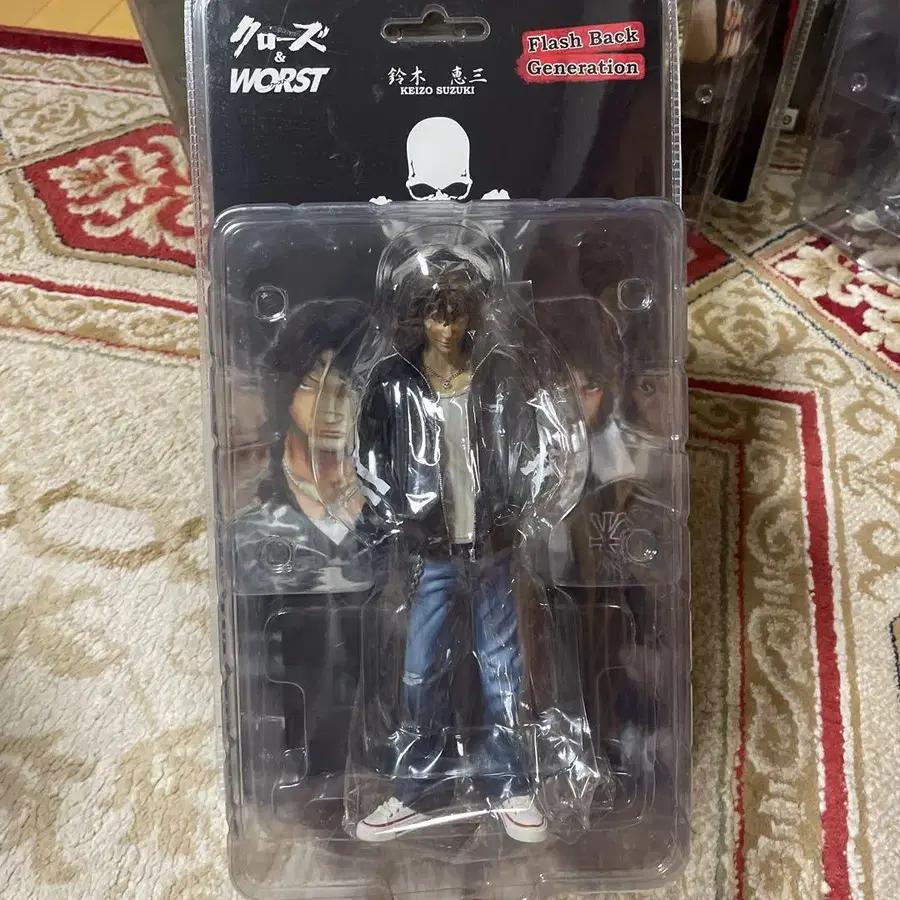 クローズ
&
WORST
鈴木 恵三
KEIZO SUZUKI
Flash Back
Generation